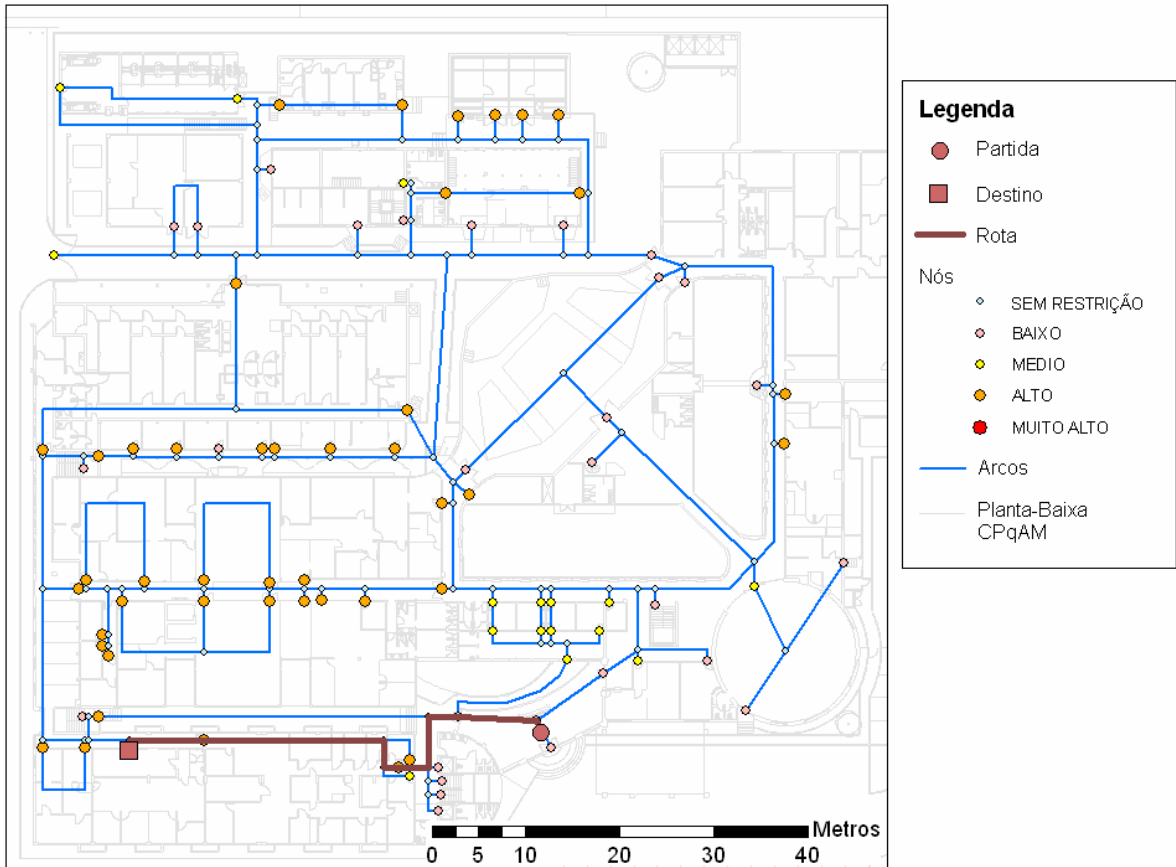 Legenda
Partida
Destino
Rota
Nós
SEM RESTRIÇÃO
BAIXO
MEDIO
ALTO
MUITO ALTO
Arcos
Planta-Baixa
CPqAM
Metros
0 5 10 20 30 40